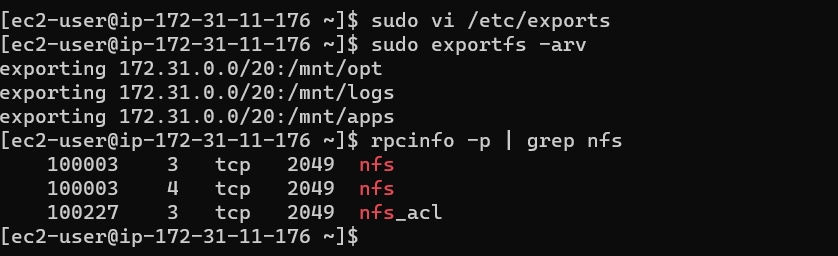 [ec2-user@ip-172-31-11-176 ~]$ sudo vi /etc/exports
[ec2-user@ip-172-31-11-176 ~]$ sudo exportfs -arv
exporting 172.31.0.0/20:/mnt/opt
exporting 172.31.0.0/20:/mnt/logs
exporting 172.31.0.0/20:/mnt/apps
[ec2-user@ip-172-31-11-176 ~]$ rpcinfo -p | grep nfs
    100003    3   tcp   2049  nfs
    100003    4   tcp   2049  nfs
    100227    3   tcp   2049  nfs_acl
[ec2-user@ip-172-31-11-176 ~]$